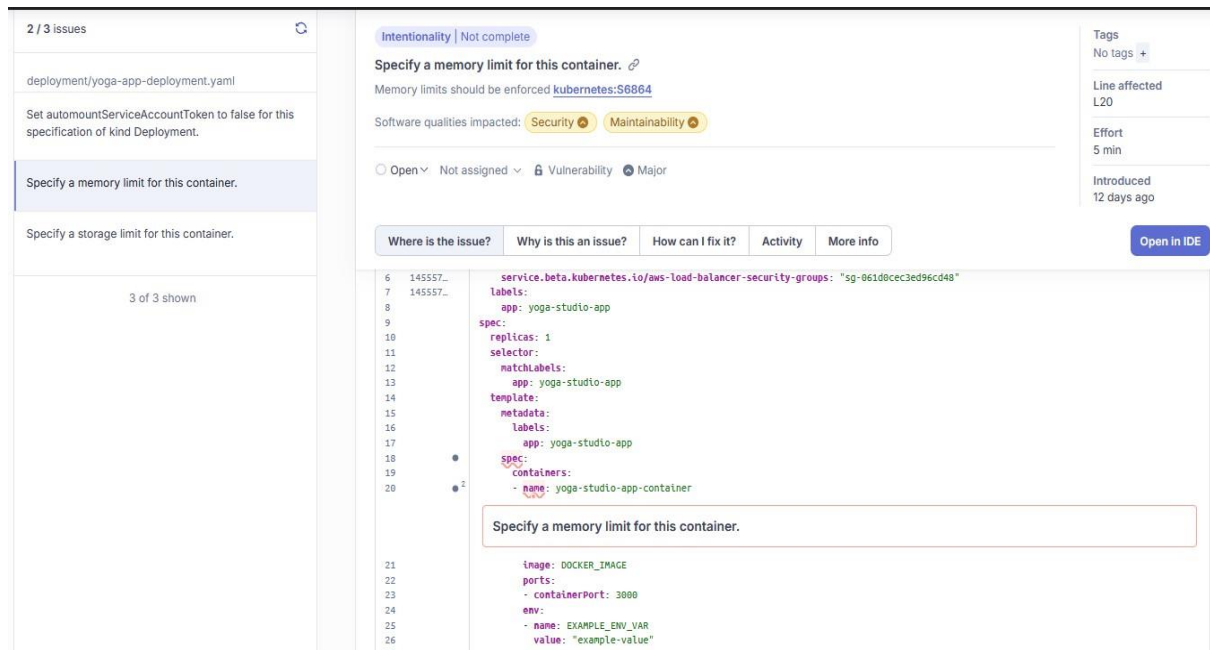 2 / 3 issues
deployment/yoga-app-deployment.yaml
Set automountServiceAccountToken to false for this
specification of kind Deployment.
Specify a memory limit for this container.
Specify a storage limit for this container.
3 of 3 shown
Intentionality | Not complete
Specify a memory limit for this container.
Memory limits should be enforced kubernetes:S6864
Software qualities impacted: Security Maintainability
Open Not assigned Vulnerability Major
Tags
No tags +
Line affected
L20
Effort
5 min
Introduced
12 days ago
Where is the issue? Why is this an issue? How can I fix it? Activity More info
Open in IDE
6 145557… service.beta.kubernetes.io/aws-load-balancer-security-groups: "sg-061d0cec3ed96cd48"
7 145557… labels:
8 app: yoga-studio-app
9 spec:
10 replicas: 1
11 selector:
12 matchLabels:
13 app: yoga-studio-app
14 template:
15 metadata:
16 labels:
17 app: yoga-studio-app
18 spec:
19 containers:
20 2 - name: yoga-studio-app-container
Specify a memory limit for this container.
21 image: DOCKER_IMAGE
22 ports:
23 - containerPort: 3000
24 env:
25 - name: EXAMPLE_ENV_VAR
26 value: "example-value"